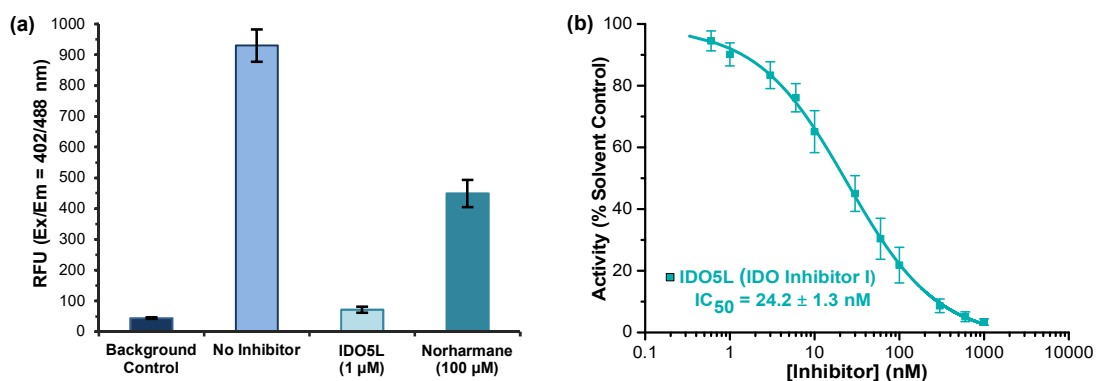 (a)
1000
900
800
700
600
500
400
300
200
100
0
RFU (Ex/Em = 402/488 nm)
Background
Control
No Inhibitor
IDO5L
(1 µM)
Norharmane
(100 µM)
(b)
100
80
60
40
20
0
Activity (% Solvent Control)
IDO5L (IDO Inhibitor I)
IC50 = 24.2 ± 1.3 nM
0.1
1
10
100
1000
10000
[Inhibitor] (nM)